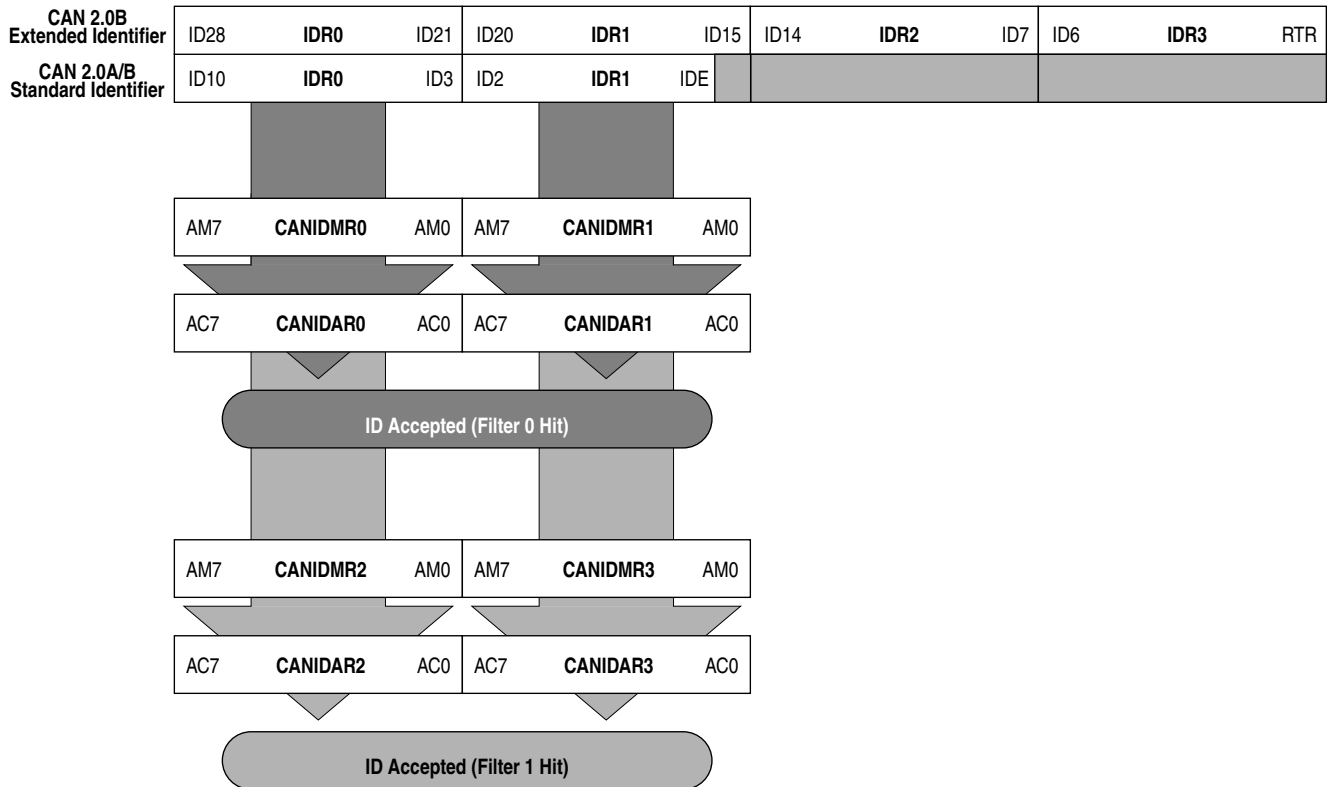 CAN 2.0B
Extended Identifier
ID28 IDR0 ID21 ID20 IDR1 ID15 ID14 IDR2 ID7 ID6 IDR3 RTR
CAN 2.0A/B
Standard Identifier
ID10 IDR0 ID3 ID2 IDR1 IDE
AM7 CANIDMR0 AM0 AM7 CANIDMR1 AM0
AC7 CANIDAR0 AC0 AC7 CANIDAR1 AC0
ID Accepted (Filter 0 Hit)
AM7 CANIDMR2 AM0 AM7 CANIDMR3 AM0
AC7 CANIDAR2 AC0 AC7 CANIDAR3 AC0
ID Accepted (Filter 1 Hit)